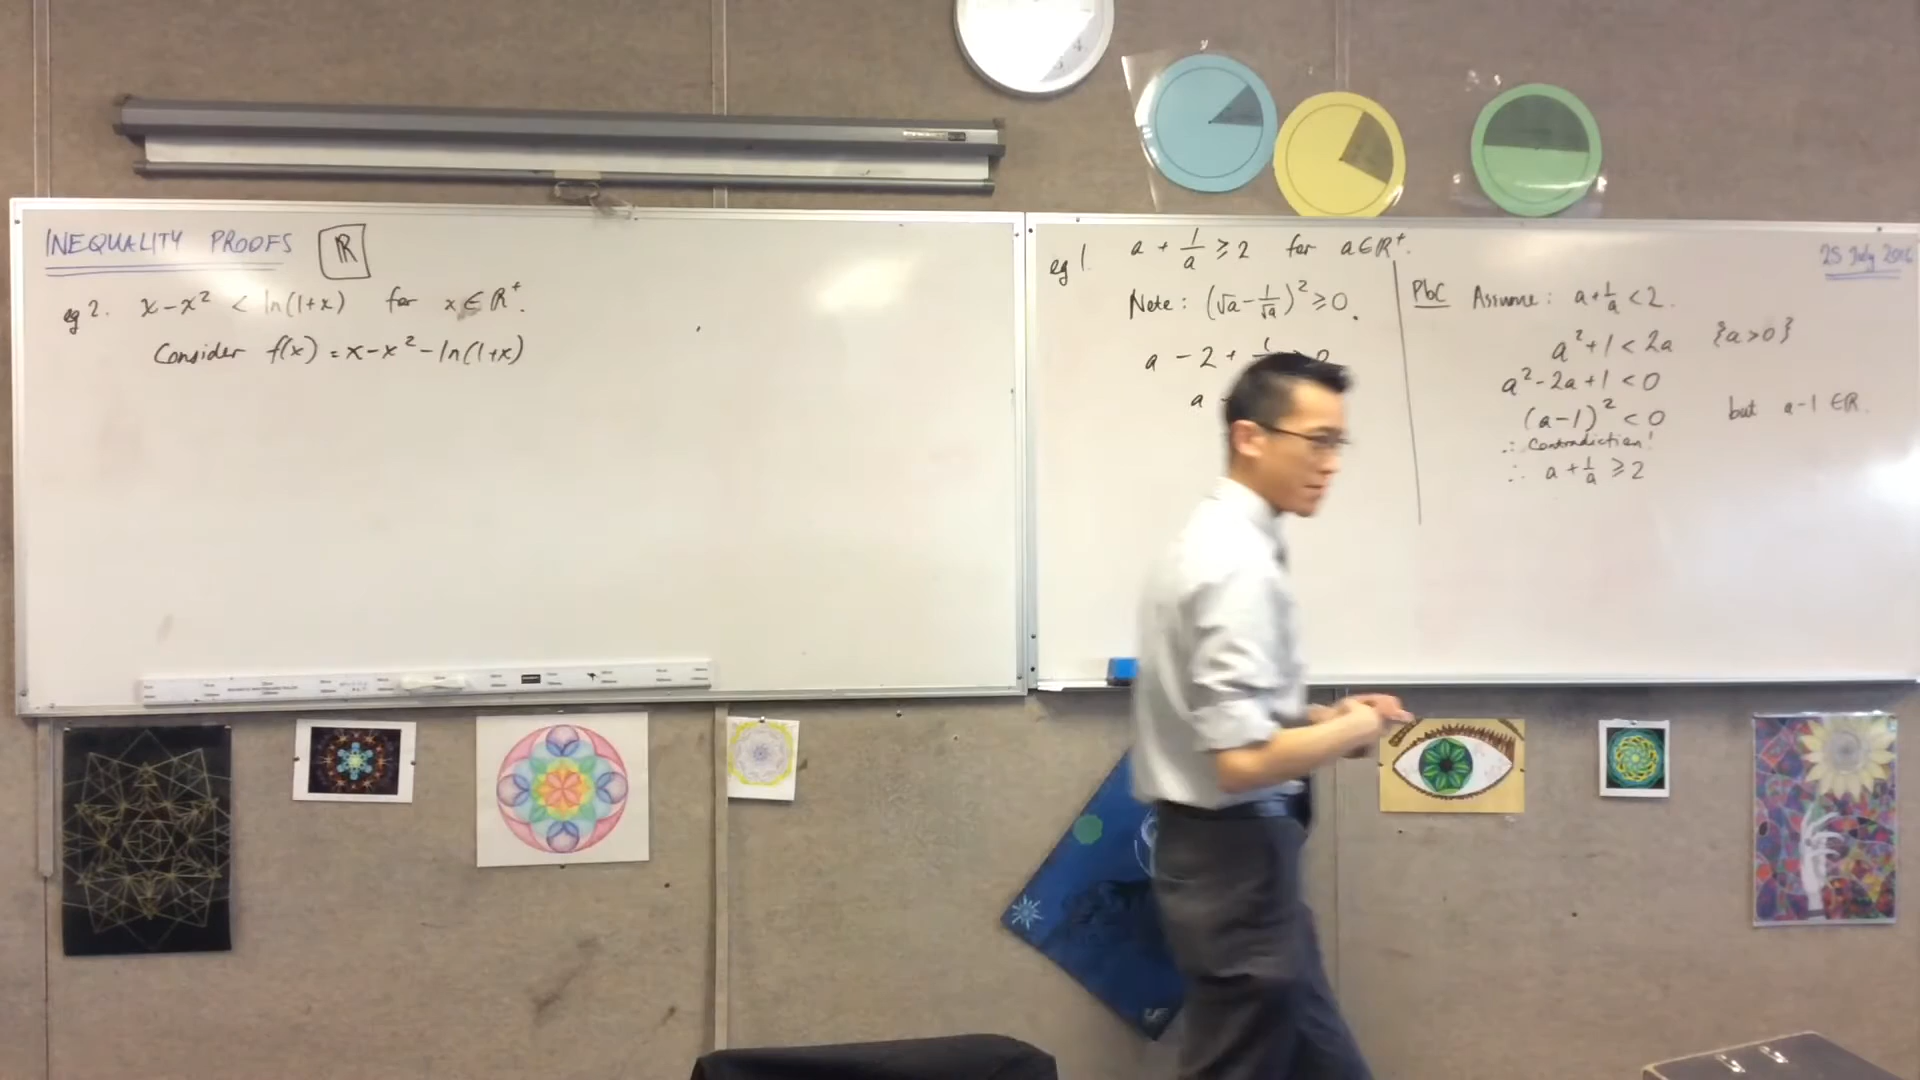 INEQUALITY PROOFS ℝ
eg 2. x - x² < ln(1+x) for x ∈ ℝ⁺.
Consider f(x) = x - x² - ln(1+x)
eg 1. a + 1/a ≥ 2 for a ∈ ℝ⁺.
Note: (√a - 1/√a)² ≥ 0.
a - 2 +
a
PbC Assume: a + 1/a < 2.
a² + 1 < 2a {a > 0}
a² - 2a + 1 < 0
(a - 1)² < 0 but a - 1 ∈ ℝ.
∴ Contradiction!
∴ a + 1/a ≥ 2
25 July 2016